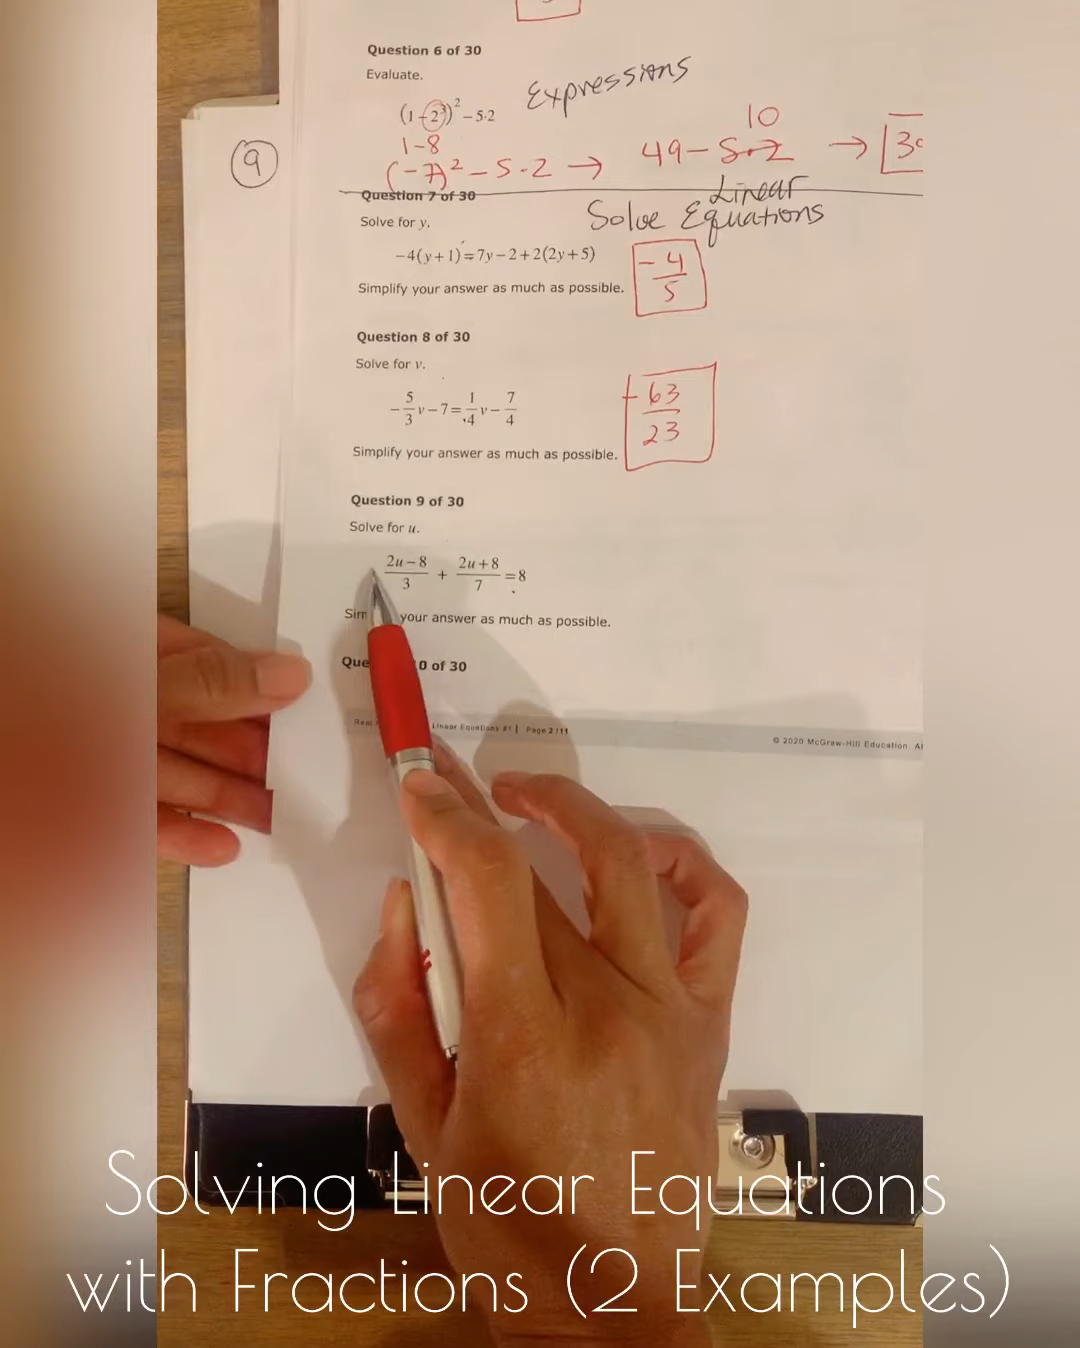 Question 6 of 30
Evaluate.
Expressions
(1-2³)² - 5·2
10
1-8
(-7)² - 5·2 → 49 - 5·2 →
Question 7 of 30
Linear
Solve for y.
Solve Equations
-4(y+1)=7y-2+2(2y+5)
-4/5
Simplify your answer as much as possible.
Question 8 of 30
Solve for v.
-5/3 v - 7 = 1/4 v - 7/4
-63/23
Simplify your answer as much as possible.
9
Question 9 of 30
Solve for u.
(2u-8)/3 + (2u+8)/7 = 8
your answer as much as possible.
of 30
Linear Equations #1 | Page 2/11
© 2020 McGraw-Hill Education.
Solving Linear Equations
with Fractions (2 Examples)